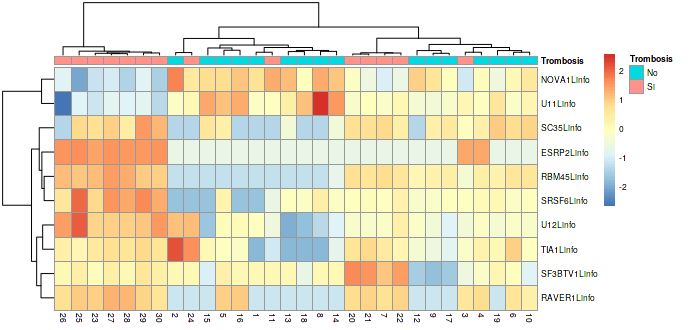 Trombosis
NOVA1Linfo
U11Linfo
SC35Linfo
ESRP2Linfo
RBM45Linfo
SRSF6Linfo
U12Linfo
TIA1Linfo
SF3BTV1Linfo
RAVER1Linfo
26 25 23 27 28 29 30 2 24 15 5 16 1 11 13 18 8 14 20 21 7 22 12 9 17 3 4 19 6 10
2
1
0
-1
-2
Trombosis
No
SI